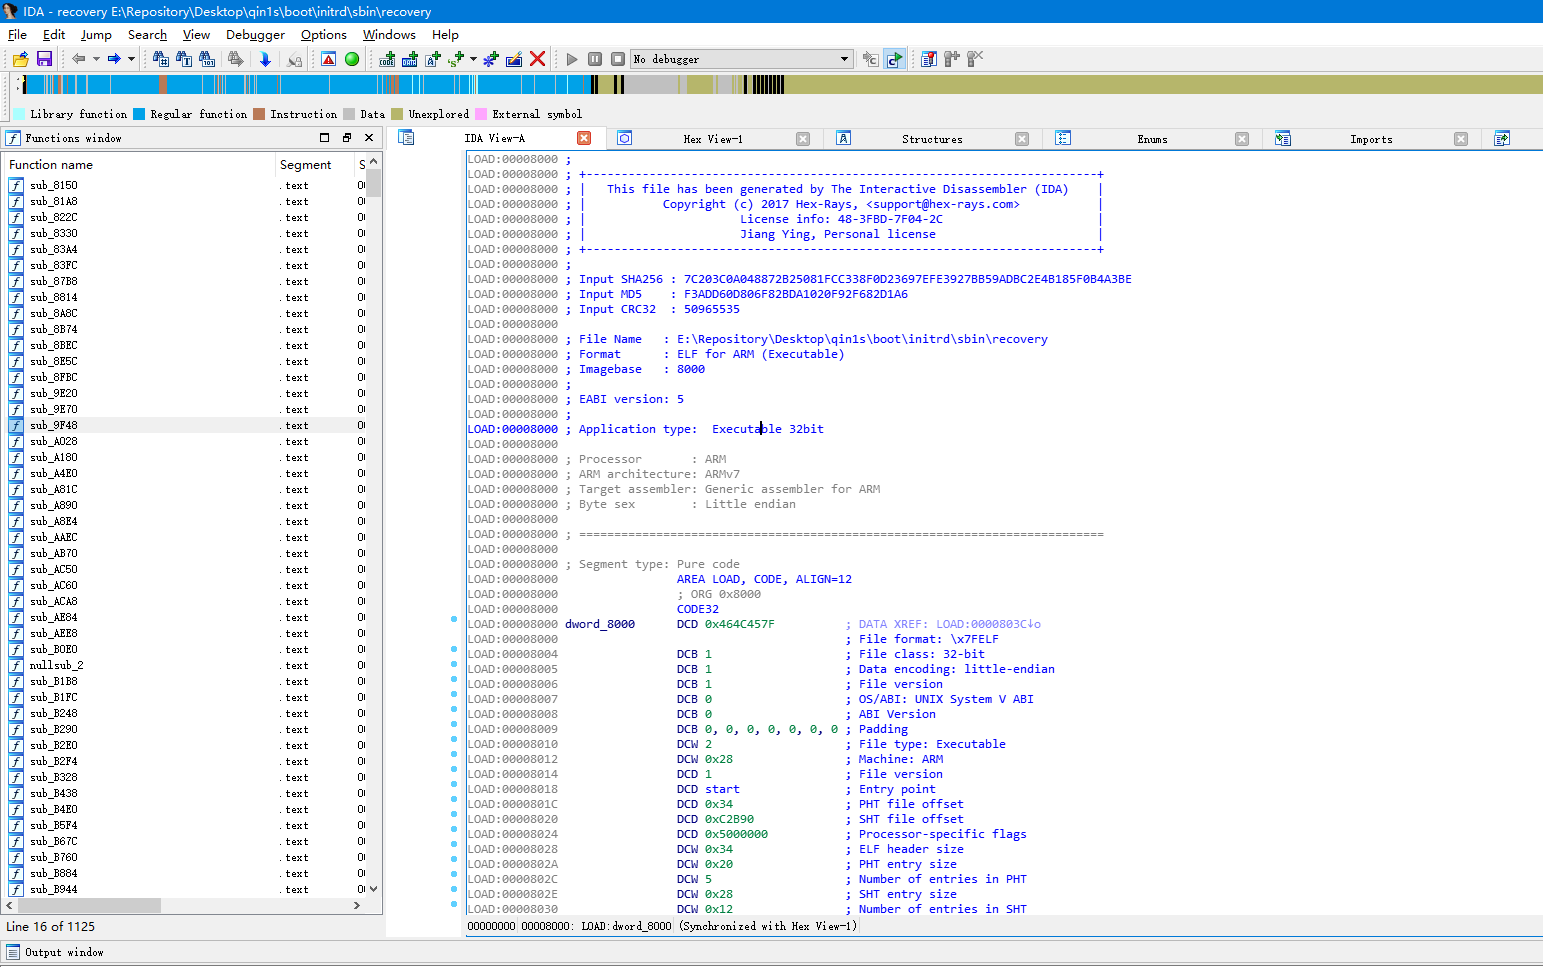 IDA - recovery E:\Repository\Desktop\qin1s\boot\initrd\sbin\recovery
File Edit Jump Search View Debugger Options Windows Help
No debugger
Library function Regular function Instruction Data Unexplored External symbol
Functions window
IDA View-A Hex View-1 Structures Enums Imports
Function name Segment S
sub_8150 .text 0
sub_81A8 .text 0
sub_822C .text 0
sub_8330 .text 0
sub_83A4 .text 0
sub_83FC .text 0
sub_87B8 .text 0
sub_8814 .text 0
sub_8A8C .text 0
sub_8B74 .text 0
sub_8BEC .text 0
sub_8E5C .text 0
sub_8FBC .text 0
sub_9E20 .text 0
sub_9E70 .text 0
sub_9F48 .text 0
sub_A028 .text 0
sub_A180 .text 0
sub_A4E0 .text 0
sub_A81C .text 0
sub_A890 .text 0
sub_A8E4 .text 0
sub_AAEC .text 0
sub_AB70 .text 0
sub_AC50 .text 0
sub_AC60 .text 0
sub_ACA8 .text 0
sub_AE84 .text 0
sub_AEE8 .text 0
sub_B0E0 .text 0
nullsub_2 .text 0
sub_B1B8 .text 0
sub_B1FC .text 0
sub_B248 .text 0
sub_B290 .text 0
sub_B2E0 .text 0
sub_B2F4 .text 0
sub_B328 .text 0
sub_B438 .text 0
sub_B4E0 .text 0
sub_B5F4 .text 0
sub_B67C .text 0
sub_B760 .text 0
sub_B884 .text 0
sub_B944 .text 0
Line 16 of 1125
LOAD:00008000 ;
LOAD:00008000 ; +-------------------------------------------------------------------------+
LOAD:00008000 ; | This file has been generated by The Interactive Disassembler (IDA) |
LOAD:00008000 ; | Copyright (c) 2017 Hex-Rays, <support@hex-rays.com> |
LOAD:00008000 ; | License info: 48-3FBD-7F04-2C |
LOAD:00008000 ; | Jiang Ying, Personal license |
LOAD:00008000 ; +-------------------------------------------------------------------------+
LOAD:00008000 ;
LOAD:00008000 ; Input SHA256 : 7C203C0A048872B25081FCC338F0D23697EFE3927BB59ADBC2E4B185F0B4A3BE
LOAD:00008000 ; Input MD5 : F3ADD60D806F82BDA1020F92F682D1A6
LOAD:00008000 ; Input CRC32 : 50965535
LOAD:00008000
LOAD:00008000 ; File Name : E:\Repository\Desktop\qin1s\boot\initrd\sbin\recovery
LOAD:00008000 ; Format : ELF for ARM (Executable)
LOAD:00008000 ; Imagebase : 8000
LOAD:00008000 ;
LOAD:00008000 ; EABI version: 5
LOAD:00008000 ;
LOAD:00008000 ; Application type: Executable 32bit
LOAD:00008000
LOAD:00008000 ; Processor : ARM
LOAD:00008000 ; ARM architecture: ARMv7
LOAD:00008000 ; Target assembler: Generic assembler for ARM
LOAD:00008000 ; Byte sex : Little endian
LOAD:00008000
LOAD:00008000 ; ===========================================================================
LOAD:00008000
LOAD:00008000 ; Segment type: Pure code
LOAD:00008000 AREA LOAD, CODE, ALIGN=12
LOAD:00008000 ; ORG 0x8000
LOAD:00008000 CODE32
LOAD:00008000 dword_8000 DCD 0x464C457F ; DATA XREF: LOAD:0000803C↓o
LOAD:00008000 ; File format: \x7FELF
LOAD:00008004 DCB 1 ; File class: 32-bit
LOAD:00008005 DCB 1 ; Data encoding: little-endian
LOAD:00008006 DCB 1 ; File version
LOAD:00008007 DCB 0 ; OS/ABI: UNIX System V ABI
LOAD:00008008 DCB 0 ; ABI Version
LOAD:00008009 DCB 0, 0, 0, 0, 0, 0, 0 ; Padding
LOAD:00008010 DCW 2 ; File type: Executable
LOAD:00008012 DCW 0x28 ; Machine: ARM
LOAD:00008014 DCD 1 ; File version
LOAD:00008018 DCD start ; Entry point
LOAD:0000801C DCD 0x34 ; PHT file offset
LOAD:00008020 DCD 0xC2B90 ; SHT file offset
LOAD:00008024 DCD 0x5000000 ; Processor-specific flags
LOAD:00008028 DCW 0x34 ; ELF header size
LOAD:0000802A DCW 0x20 ; PHT entry size
LOAD:0000802C DCW 5 ; Number of entries in PHT
LOAD:0000802E DCW 0x28 ; SHT entry size
LOAD:00008030 DCW 0x12 ; Number of entries in SHT
00000000 00008000: LOAD:dword_8000 (Synchronized with Hex View-1)
Output window